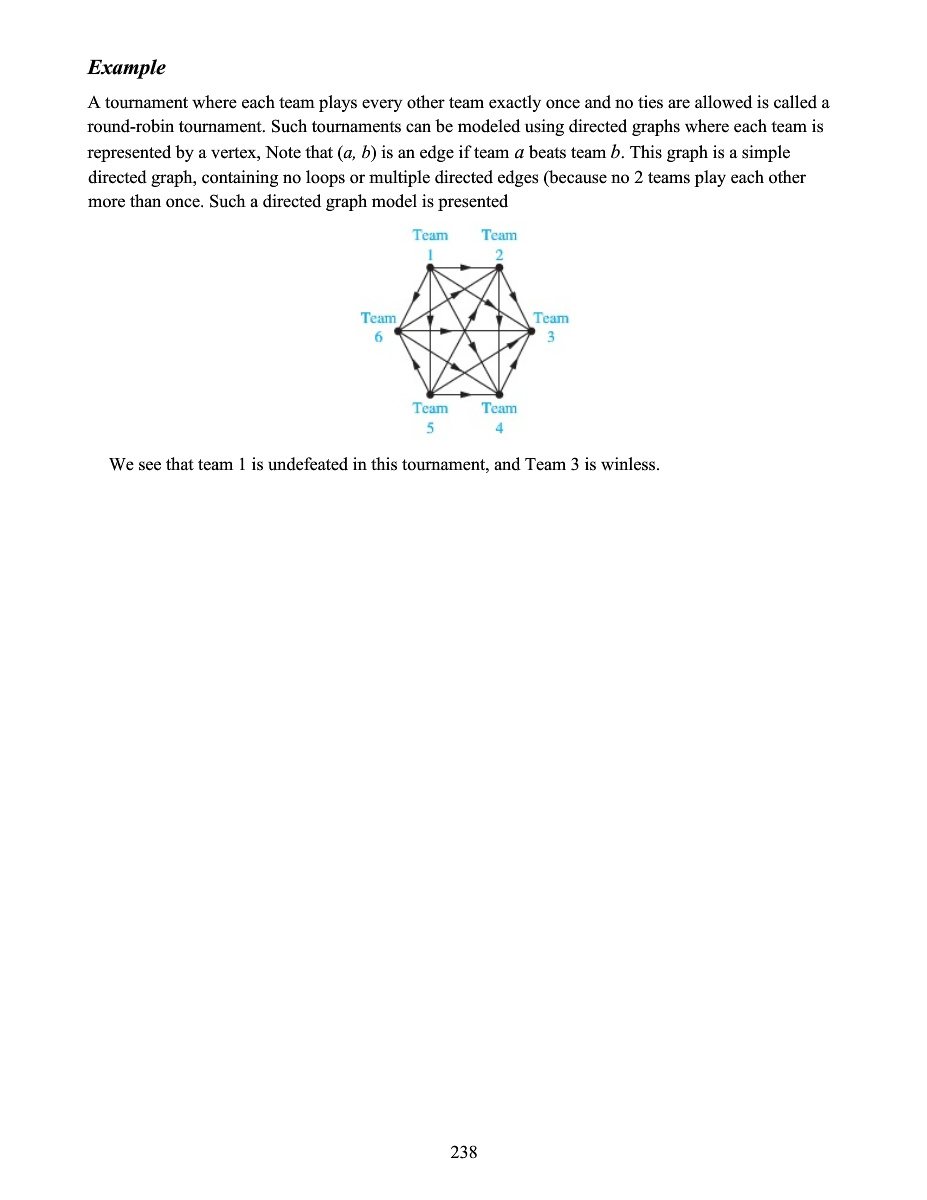 Example
A tournament where each team plays every other team exactly once and no ties are allowed is called a
round-robin tournament. Such tournaments can be modeled using directed graphs where each team is
represented by a vertex, Note that (a, b) is an edge if team a beats team b. This graph is a simple
directed graph, containing no loops or multiple directed edges (because no 2 teams play each other
more than once. Such a directed graph model is presented
Team Team
1 2
Team Team
6 3
Team Team
5 4
We see that team 1 is undefeated in this tournament, and Team 3 is winless.
238